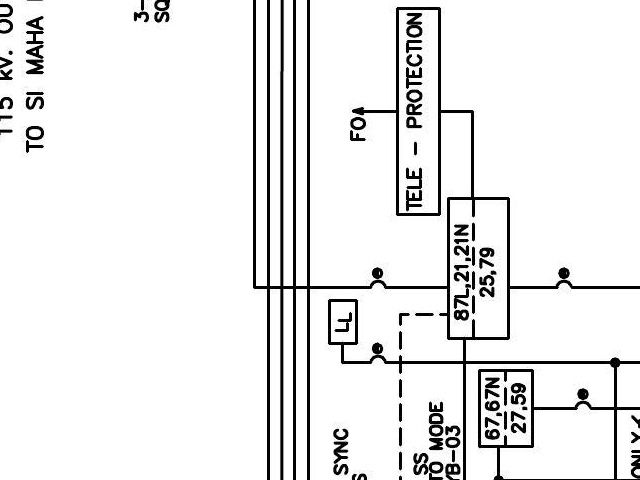 115 kV. OU
TO SI MAHA
3-
SQ
FO
TELE - PROTECTION
87L,21,21N
25,79
LL
67,67N
27,59
SYNC
S
SS
TO MODE
YB-03
ONLY